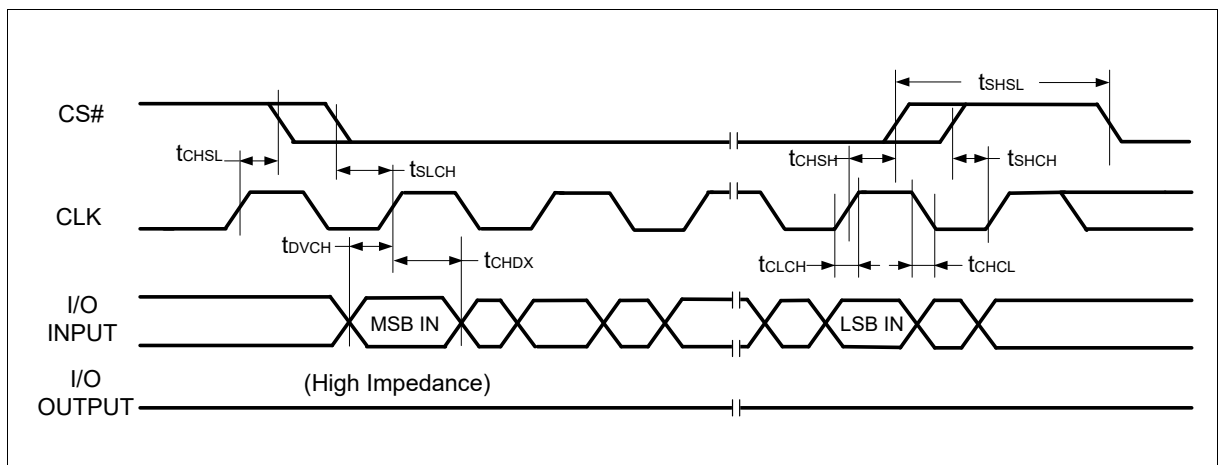 tSHSL
CS#
tCHSL
tSLCH
tCHSH
tSHCH
CLK
tDVCH
tCHDX
tCLCH
tCHCL
I/O
INPUT
MSB IN
LSB IN
(High Impedance)
I/O
OUTPUT